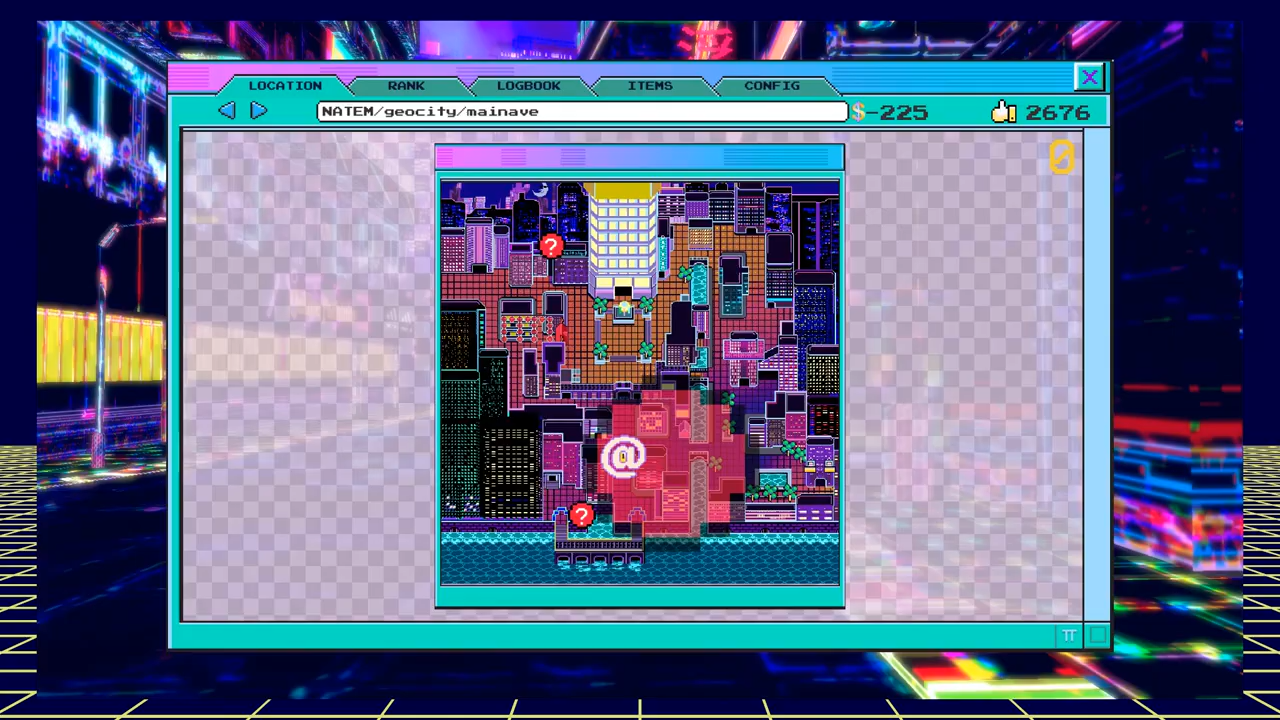 X
LOCATION
RANK
LOGBOOK
ITEMS
CONFIG
NATEM/geocity/mainave
$-225
2676
0
?
@
?
π